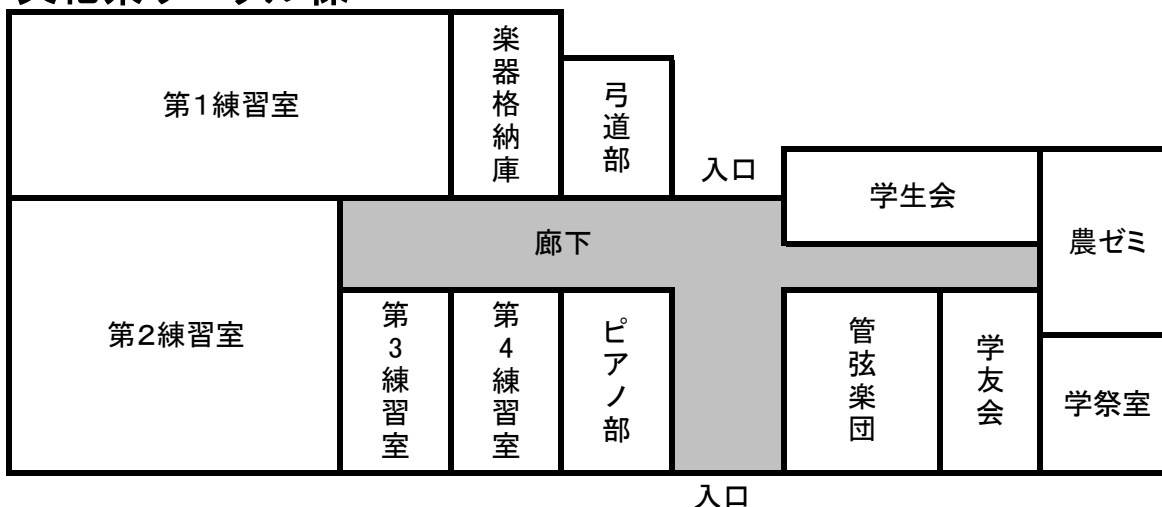 第1練習室
楽器格納庫
弓道部
入口
学生会
農ゼミ
廊下
第2練習室
第3練習室
第4練習室
ピアノ部
管弦楽団
学友会
学祭室
入口